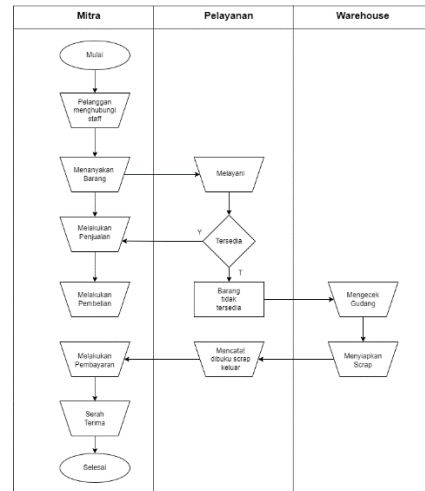 Mitra
Pelayanan
Warehouse
Mulai
Pelanggan
menghubungi
staff
Menanyakan
Barang
Melayani
Melakukan
Penjualan
Y
Tersedia
T
Melakukan
Pembelian
Barang
tidak
tersedia
Mengecek
Gudang
Melakukan
Pembayaran
Mencatat
dibuku scrap
keluar
Menyiapkan
Scrap
Serah
Terima
Selesai